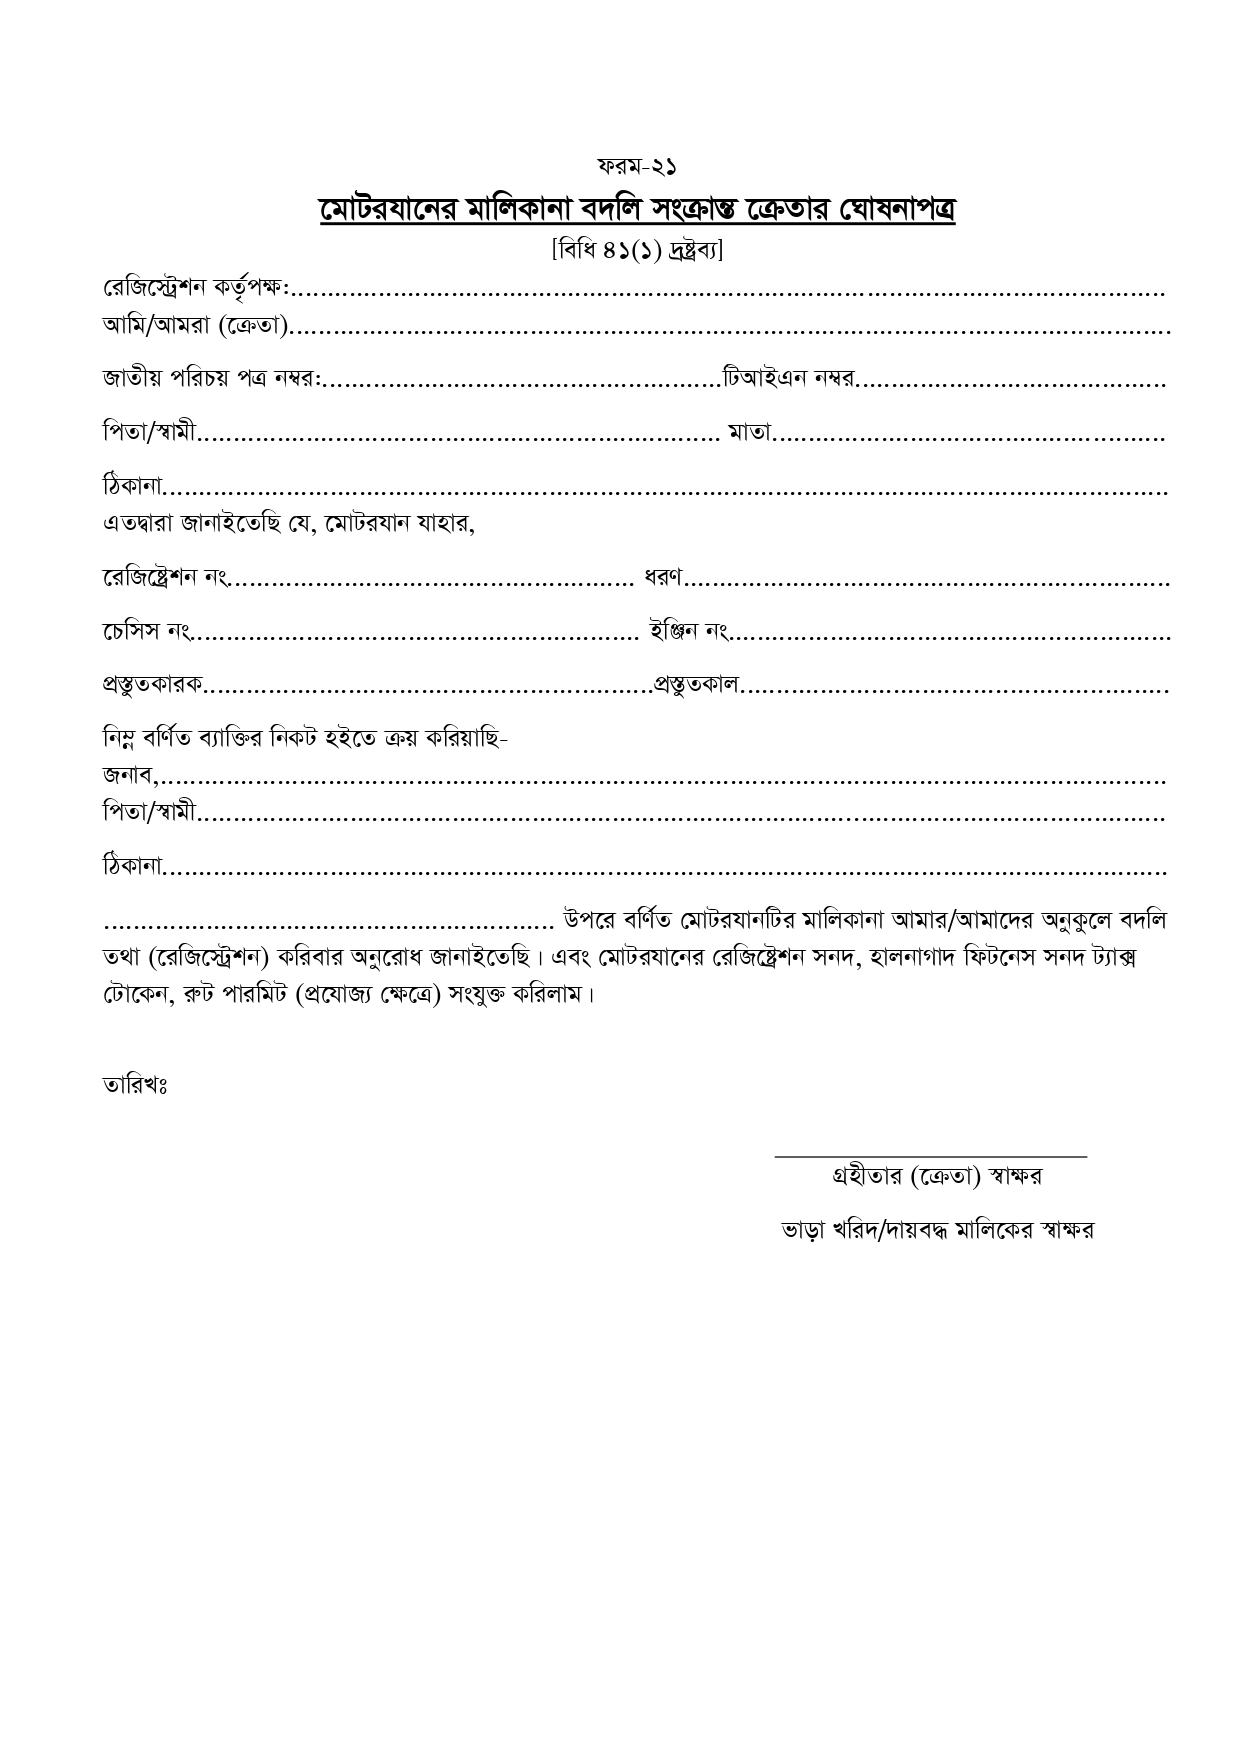 ফরম-২১
মোটরযানের মালিকানা বদলি সংক্রান্ত ক্রেতার ঘোষনাপত্র
[বিধি ৪১(১) দ্রষ্ট্রব্য]
রেজিস্ট্রেশন কর্তৃপক্ষ:........................................................................................................................
আমি/আমরা (ক্রেতা)........................................................................................................................
জাতীয় পরিচয় পত্র নম্বর:.......................................................টিআইএন নম্বর...........................................
পিতা/স্বামী........................................................................ মাতা......................................................
ঠিকানা..........................................................................................................................................
এতদ্বারা জানাইতেছি যে, মোটরযান যাহার,
রেজিষ্ট্রেশন নং........................................................ ধরণ...................................................................
চেসিস নং.............................................................. ইঞ্জিন নং.............................................................
প্রস্তুতকারক..............................................................প্রস্তুতকাল...........................................................
নিম্ন বর্ণিত ব্যাক্তির নিকট হইতে ক্রয় করিয়াছি-
জনাব,..........................................................................................................................................
পিতা/স্বামী.....................................................................................................................................
ঠিকানা..........................................................................................................................................
.............................................................. উপরে বর্ণিত মোটরযানটির মালিকানা আমার/আমাদের অনুকুলে বদলি
তথা (রেজিস্ট্রেশন) করিবার অনুরোধ জানাইতেছি। এবং মোটরযানের রেজিষ্ট্রেশন সনদ, হালনাগাদ ফিটনেস সনদ ট্যাক্স
টোকেন, রুট পারমিট (প্রযোজ্য ক্ষেত্রে) সংযুক্ত করিলাম।
তারিখঃ
গ্রহীতার (ক্রেতা) স্বাক্ষর
ভাড়া খরিদ/দায়বদ্ধ মালিকের স্বাক্ষর